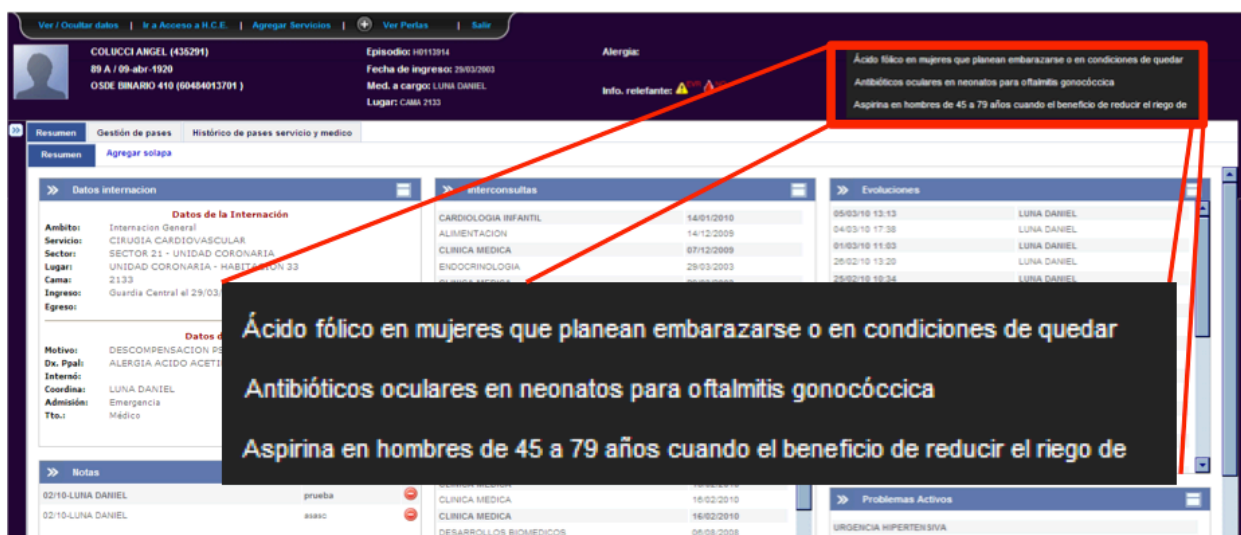 Ver / Ocultar datos | Ir a Acceso a H.C.E. | Agregar Servicios | Ver Perlas | Salir
COLUCCI ANGEL (435291)
89 A / 09-abr-1920
OSDE BINARIO 410 (60484013701 )
Episodio: H0113914
Fecha de ingreso: 29/03/2003
Med. a cargo: LUNA DANIEL
Lugar: CAMA 2133
Alergia:
Info. relefante:
Ácido fólico en mujeres que planean embarazarse o en condiciones de quedar
Antibióticos oculares en neonatos para oftalmitis gonocóccica
Aspirina en hombres de 45 a 79 años cuando el beneficio de reducir el riego de
Resumen Gestión de pases Histórico de pases servicio y medico
Resumen Agregar solapa
Datos internacion
Datos de la Internación
Ambito: Internacion General
Servicio: CIRUGIA CARDIOVASCULAR
Sector: SECTOR 21 - UNIDAD CORONARIA
Lugar: UNIDAD CORONARIA - HABITACION 33
Cama: 2133
Ingreso: Guardia Central el 29/03/
Egreso:
Datos d
Motivo: DESCOMPENSACION PS
Dx. Ppal: ALERGIA ACIDO ACETI
Internó:
Coordina: LUNA DANIEL
Admisión: Emergencia
Tto.: Médico
Interconsultas
CARDIOLOGIA INFANTIL 14/01/2010
ALIMENTACION 14/12/2009
CLINICA MEDICA 07/12/2009
ENDOCRINOLOGIA 29/03/2003
CLINICA MEDICA
Evoluciones
05/03/10 13:13 LUNA DANIEL
04/03/10 17:38 LUNA DANIEL
01/03/10 11:03 LUNA DANIEL
26/02/10 13:20 LUNA DANIEL
25/02/10 10:34 LUNA DANIEL
Ácido fólico en mujeres que planean embarazarse o en condiciones de quedar
Antibióticos oculares en neonatos para oftalmitis gonocóccica
Aspirina en hombres de 45 a 79 años cuando el beneficio de reducir el riego de
Notas
02/10-LUNA DANIEL prueba
02/10-LUNA DANIEL asasc
CLINICA MEDICA
CLINICA MEDICA 16/02/2010
CLINICA MEDICA 16/02/2010
DESARROLLOS BIOMEDICOS 06/08/2008
Problemas Activos
URGENCIA HIPERTENSIVA